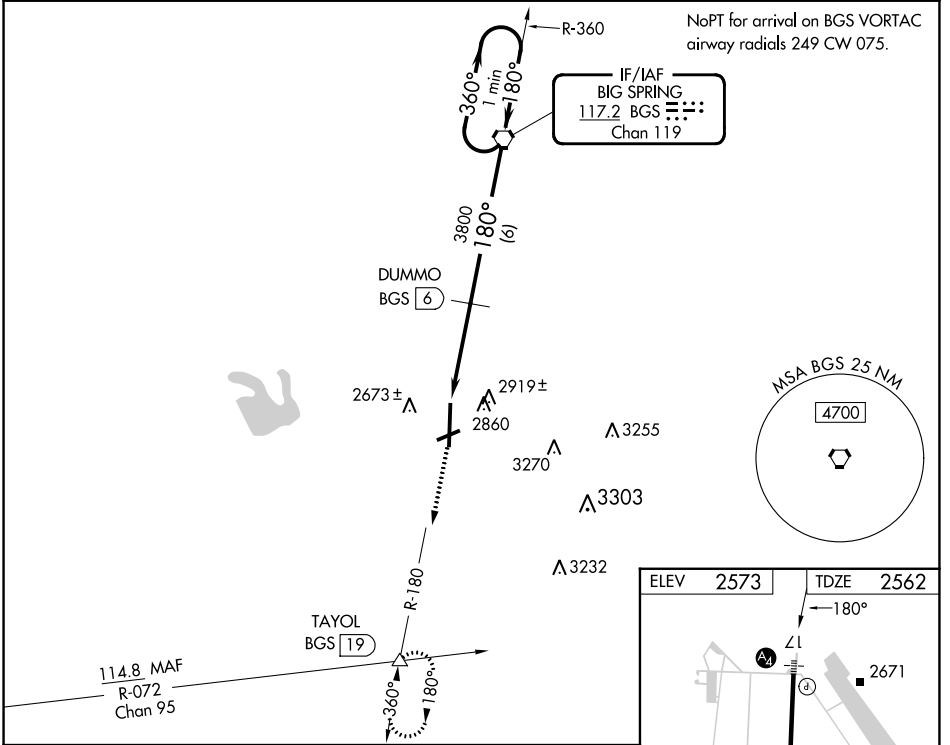 R-360
NoPT for arrival on BGS VORTAC
airway radials 249 CW 075.
360°
1 min
180°
IF/IAF
BIG SPRING
117.2 BGS
Chan 119
3800
180°
(6)
DUMMO
BGS 6
2673 ±
2919 ±
2860
3255
3270
3303
3232
MSA BGS 25 NM
4700
R-180
TAYOL
BGS 19
114.8 MAF
R-072
Chan 95
360°
180°
ELEV 2573
TDZE 2562
180°
17
A4
2671
P